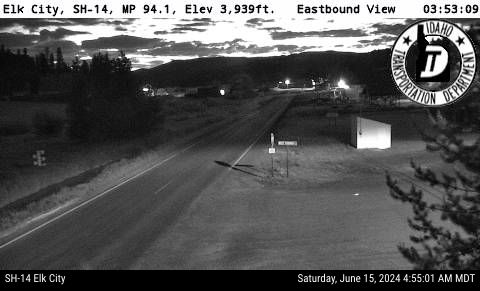 Elk City, SH-14, MP 94.1, Elev 3,939ft. Eastbound View 03:53:09
IDAHO
TRANSPORTATION DEPARTMENT
SH-14 Elk City Saturday, June 15, 2024 4:55:01 AM MDT